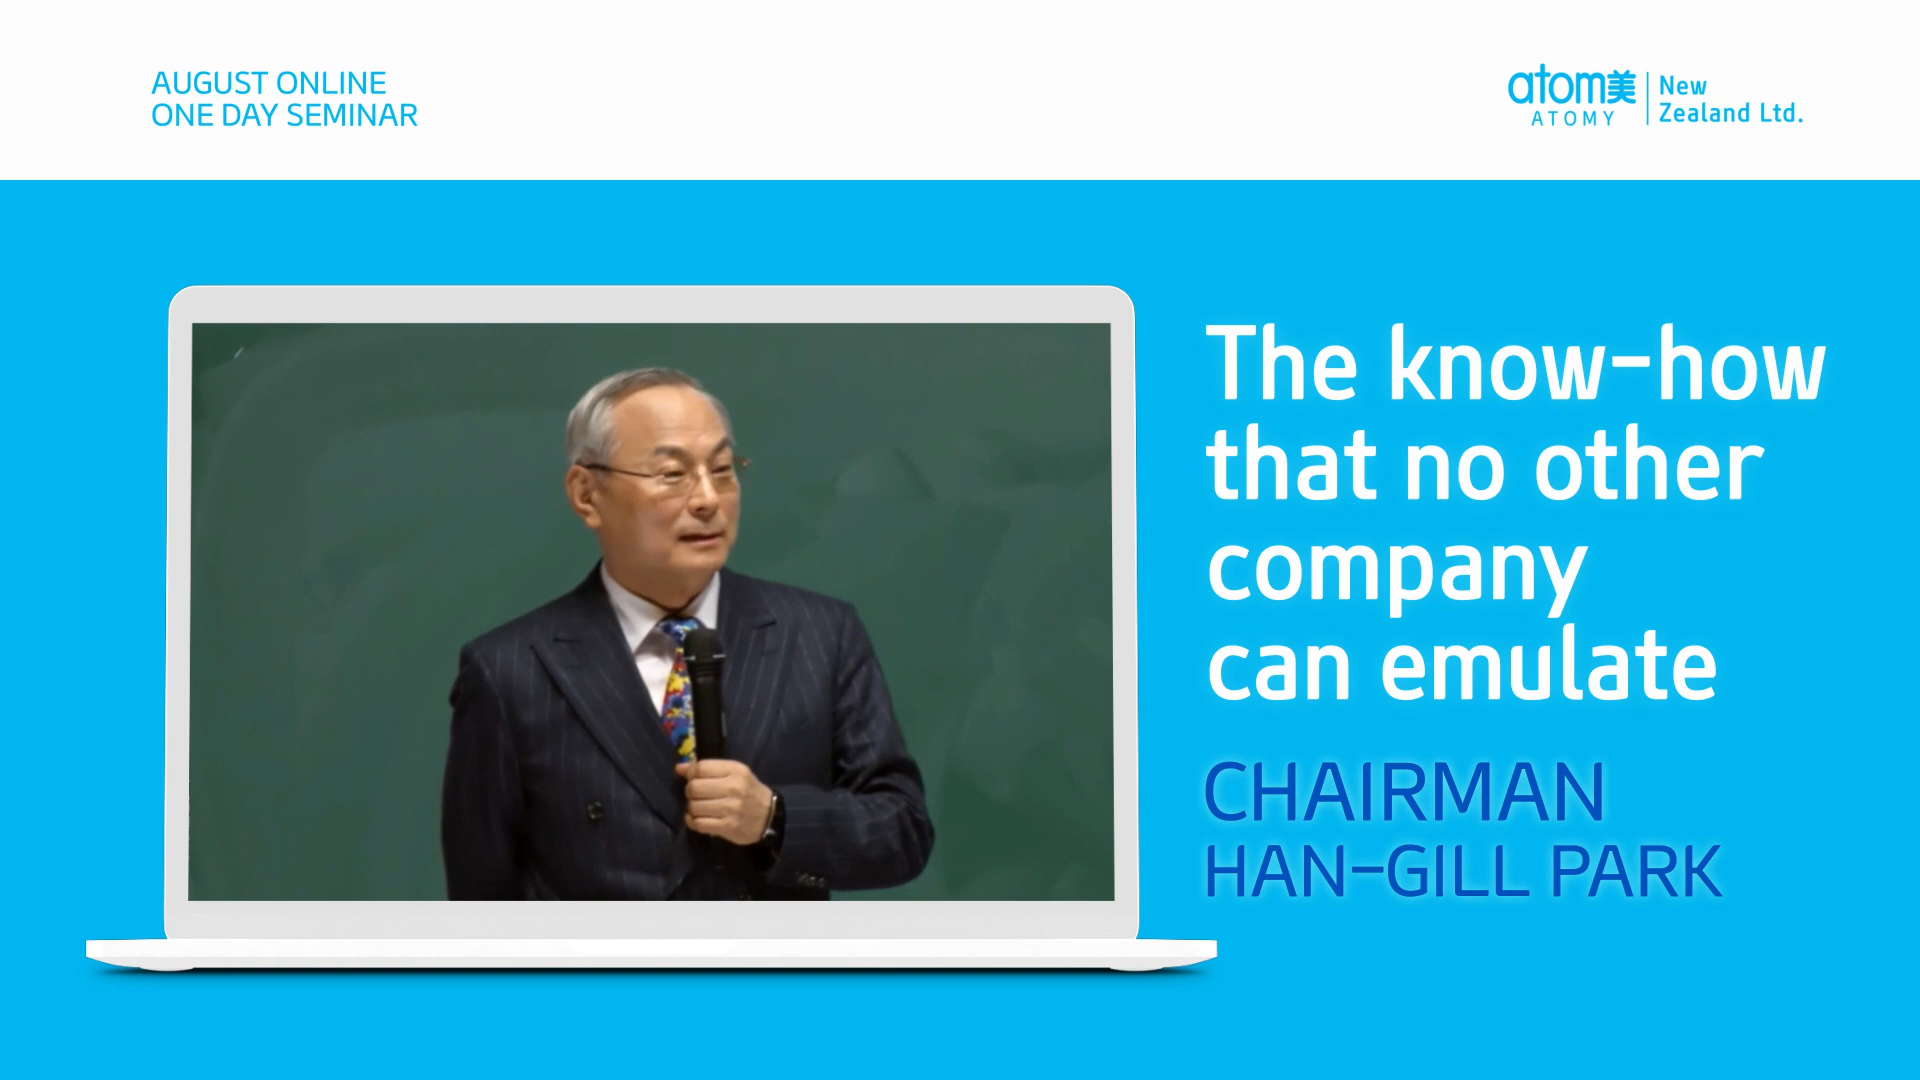 AUGUST ONLINE
ONE DAY SEMINAR
atom美
ATOMY
New
Zealand Ltd.
The know-how
that no other
company
can emulate
CHAIRMAN
HAN-GILL PARK